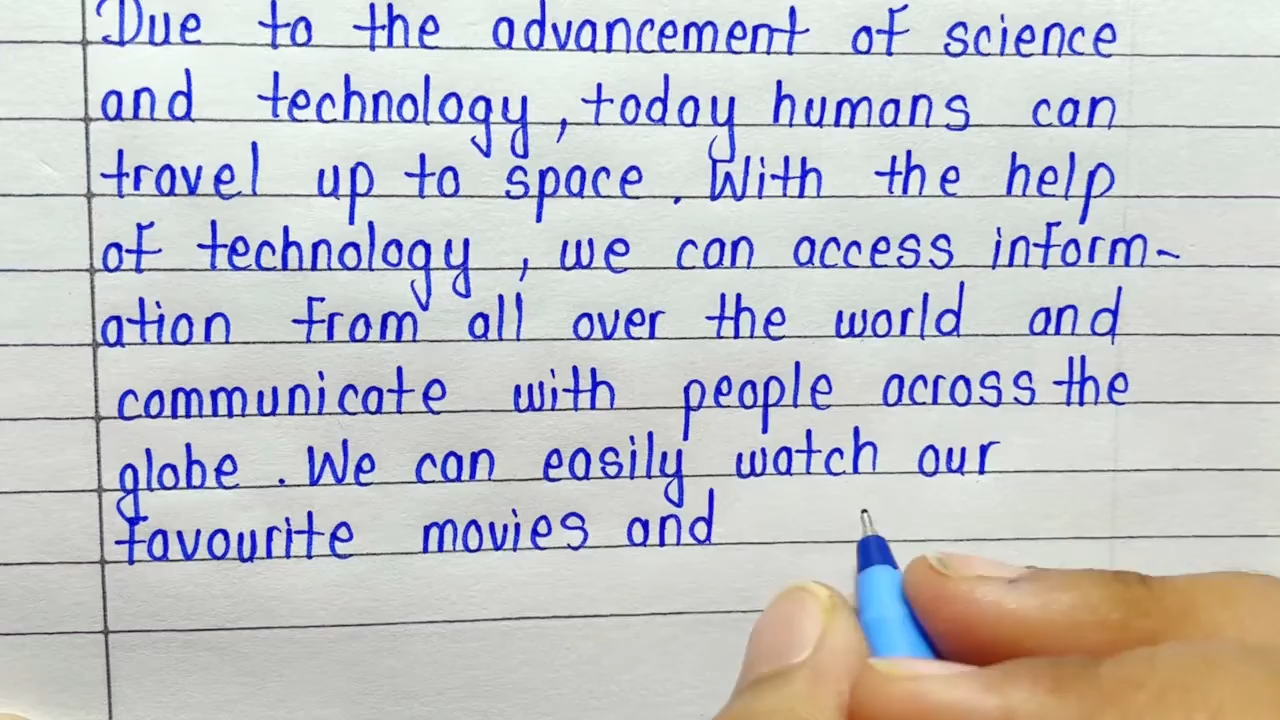 Due to the advancement of science
and technology, today humans can
travel up to space. With the help
of technology, we can access inform-
ation from all over the world and
communicate with people across the
globe. We can easily watch our
favourite movies and